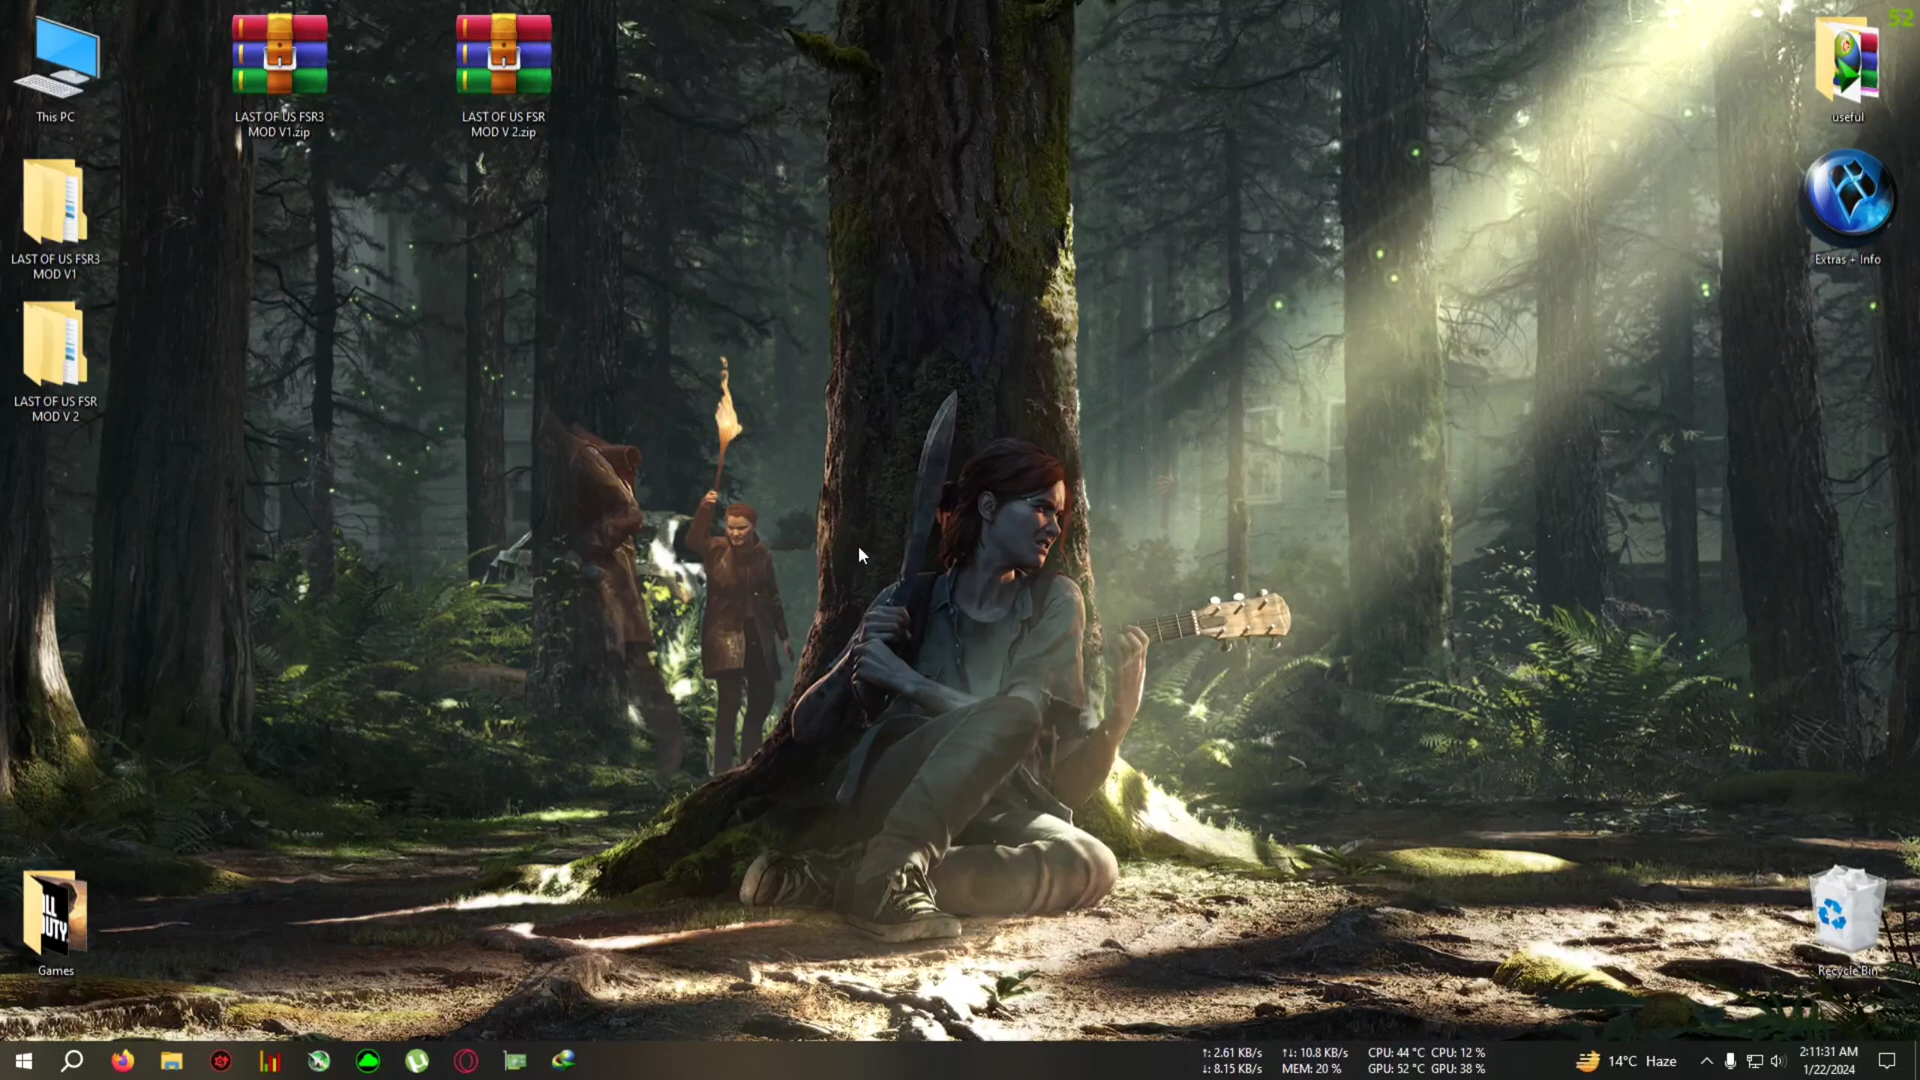 52
This PC
LAST OF US FSR3
MOD V1.zip
LAST OF US FSR
MOD V 2.zip
useful
LAST OF US FSR3
MOD V1
Extras + Info
LAST OF US FSR
MOD V 2
LL
UTY
Games
Recycle Bin
↑: 2.61 KB/s
↓: 8.15 KB/s
↑↓: 10.8 KB/s
MEM: 20 %
CPU: 44 °C CPU: 12 %
GPU: 52 °C GPU: 38 %
14°C Haze
2:11:31 AM
1/22/2024